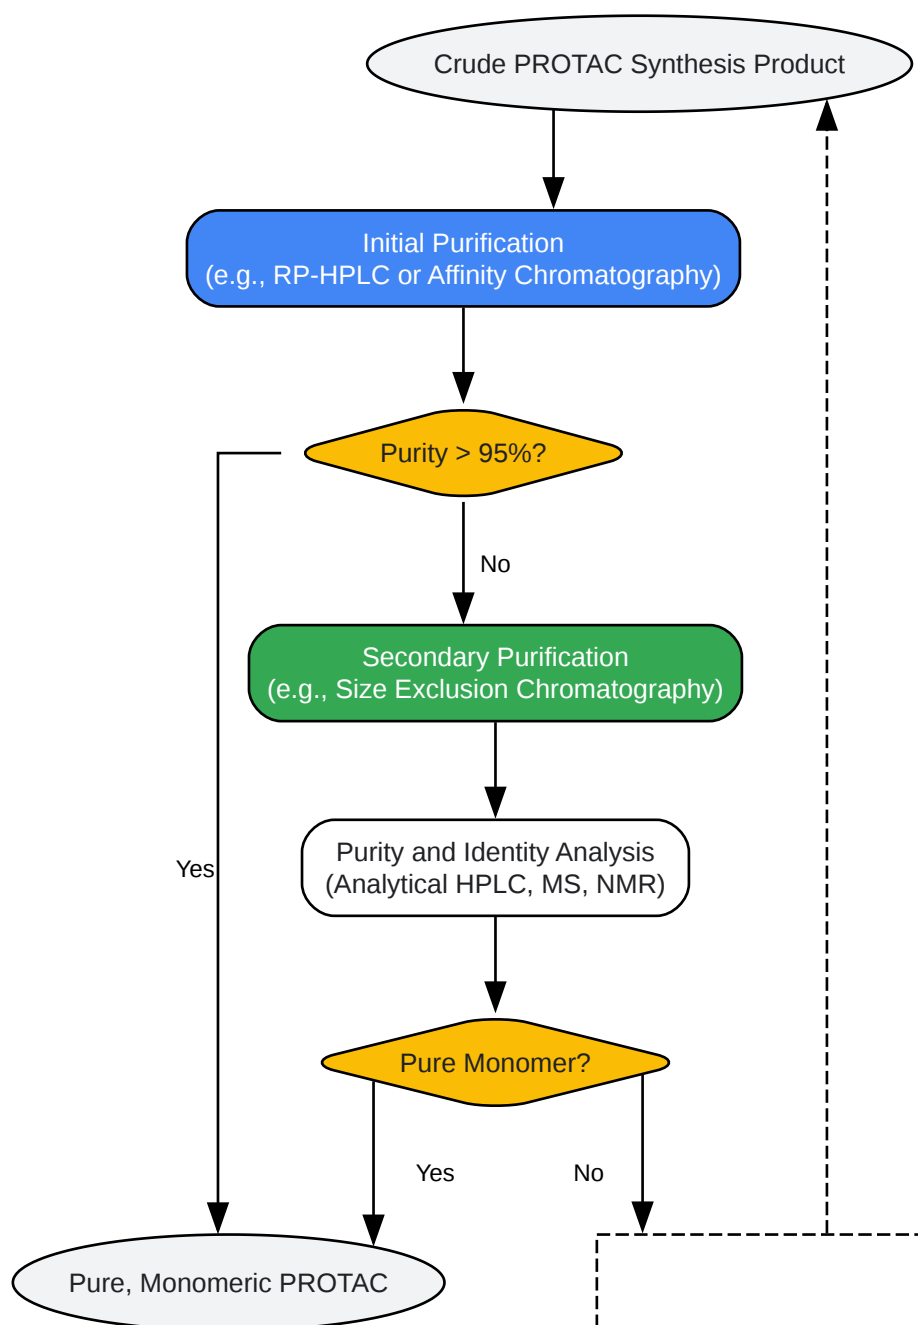 Crude PROTAC Synthesis Product
Initial Purification
(e.g., RP-HPLC or Affinity Chromatography)
Purity > 95%?
No
Secondary Purification
(e.g., Size Exclusion Chromatography)
Purity and Identity Analysis
(Analytical HPLC, MS, NMR)
Yes
Pure Monomer?
Yes
No
Pure, Monomeric PROTAC